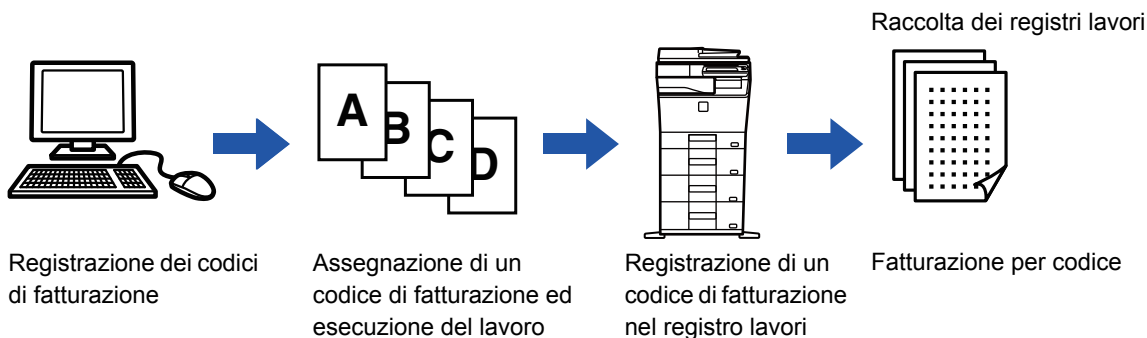 Raccolta dei registri lavori
A
B
C
D
Registrazione dei codici
di fatturazione
Assegnazione di un
codice di fatturazione ed
esecuzione del lavoro
Registrazione di un
codice di fatturazione
nel registro lavori
Fatturazione per codice